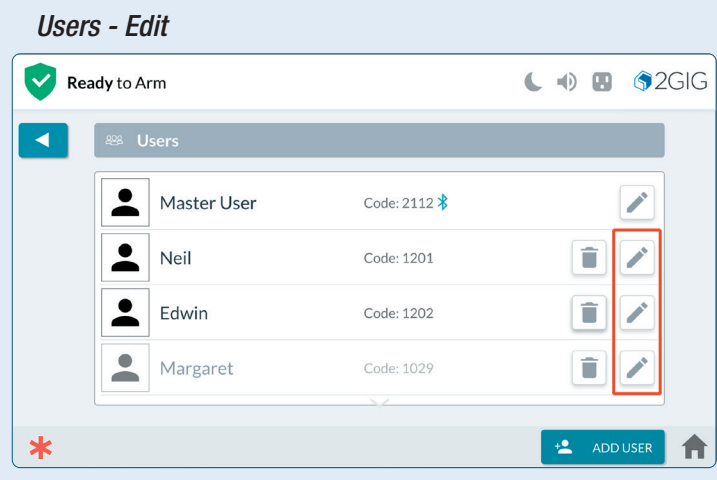 Users - Edit
Ready to Arm
2GIG
Users
Master User Code: 2112
Neil Code: 1201
Edwin Code: 1202
Margaret Code: 1029
ADD USER